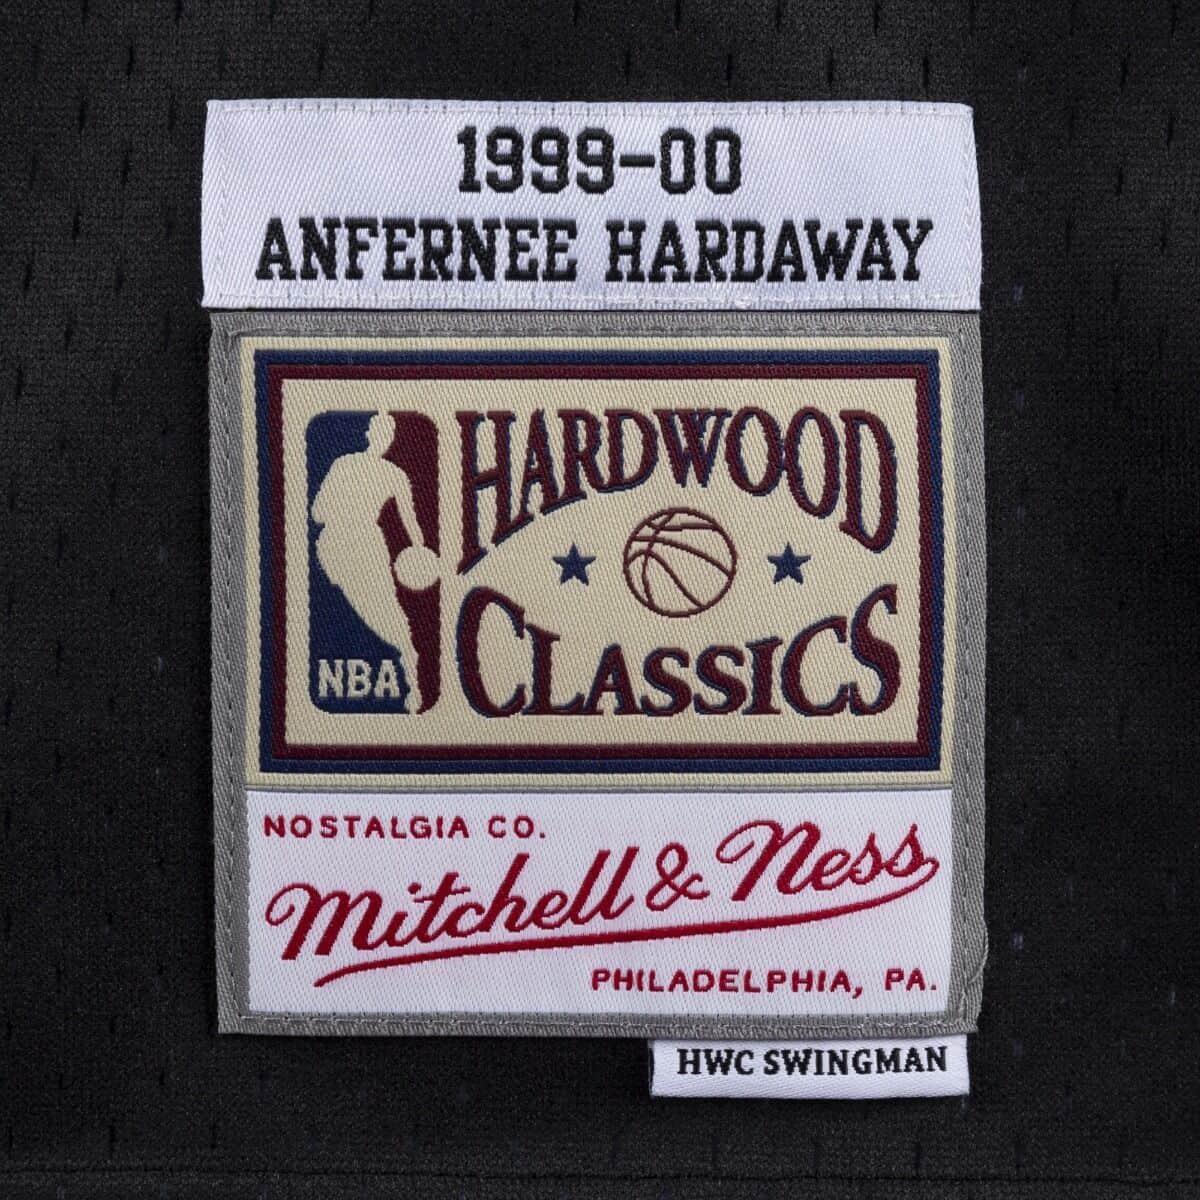 1999-00
ANFERNEE HARDAWAY
HARDWOOD
CLASSICS
NBA
NOSTALGIA CO.
Mitchell & Ness
PHILADELPHIA, PA.
HWC SWINGMAN